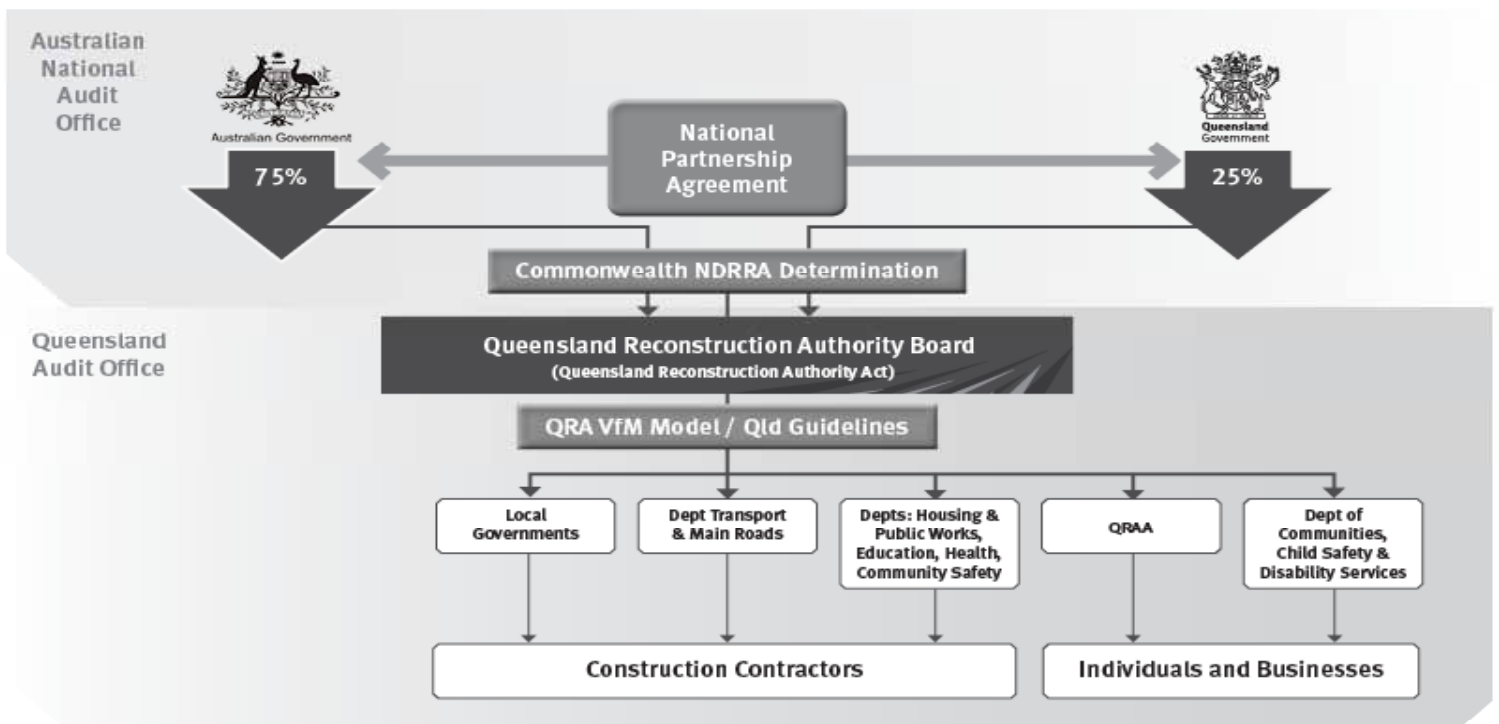 Australian
National
Audit
Office
Australian Government
75%
National
Partnership
Agreement
Queensland
Government
25%
Commonwealth NDRRA Determination
Queensland
Audit Office
Queensland Reconstruction Authority Board
(Queensland Reconstruction Authority Act)
QRA VfM Model / Qld Guidelines
Local
Governments
Dept Transport
& Main Roads
Depts: Housing &
Public Works,
Education, Health,
Community Safety
QRAA
Dept of
Communities,
Child Safety &
Disability Services
Construction Contractors
Individuals and Businesses